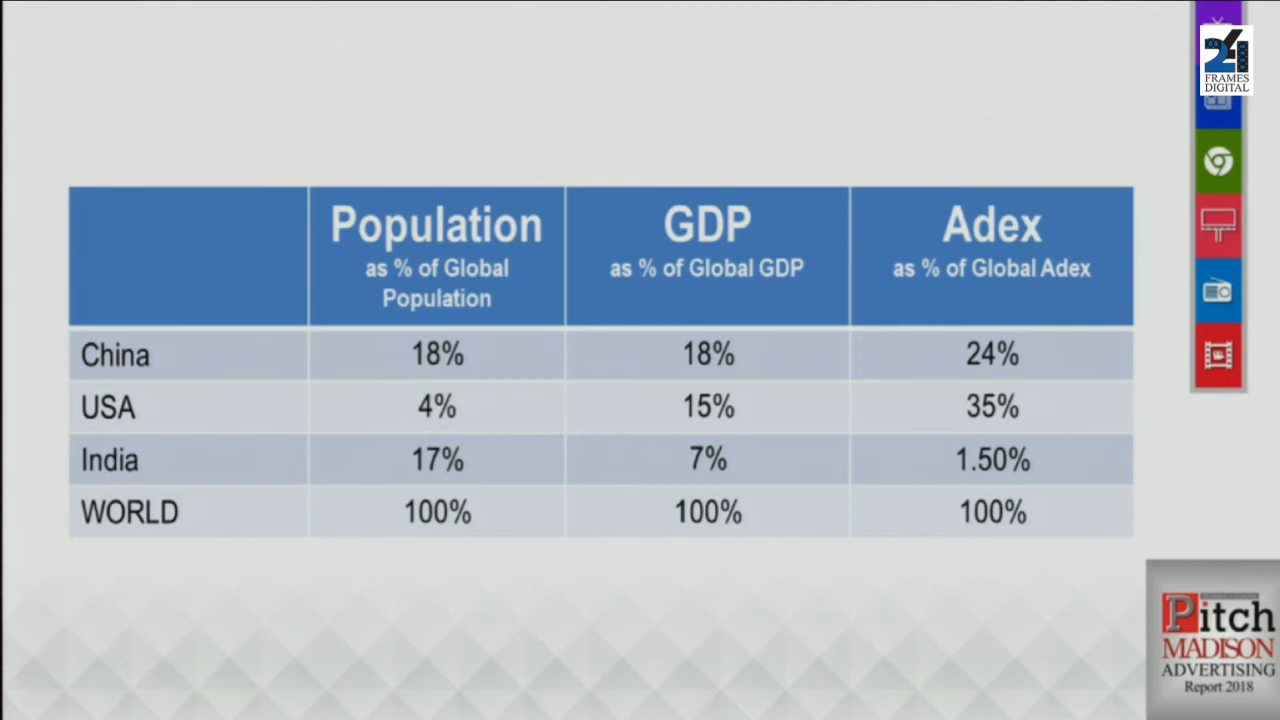 24
FRAMES
DIGITAL
Population GDP Adex
as % of Global as % of Global GDP as % of Global Adex
Population
China 18% 18% 24%
USA 4% 15% 35%
India 17% 7% 1.50%
WORLD 100% 100% 100%
Pitch
MADISON
ADVERTISING
Report 2018